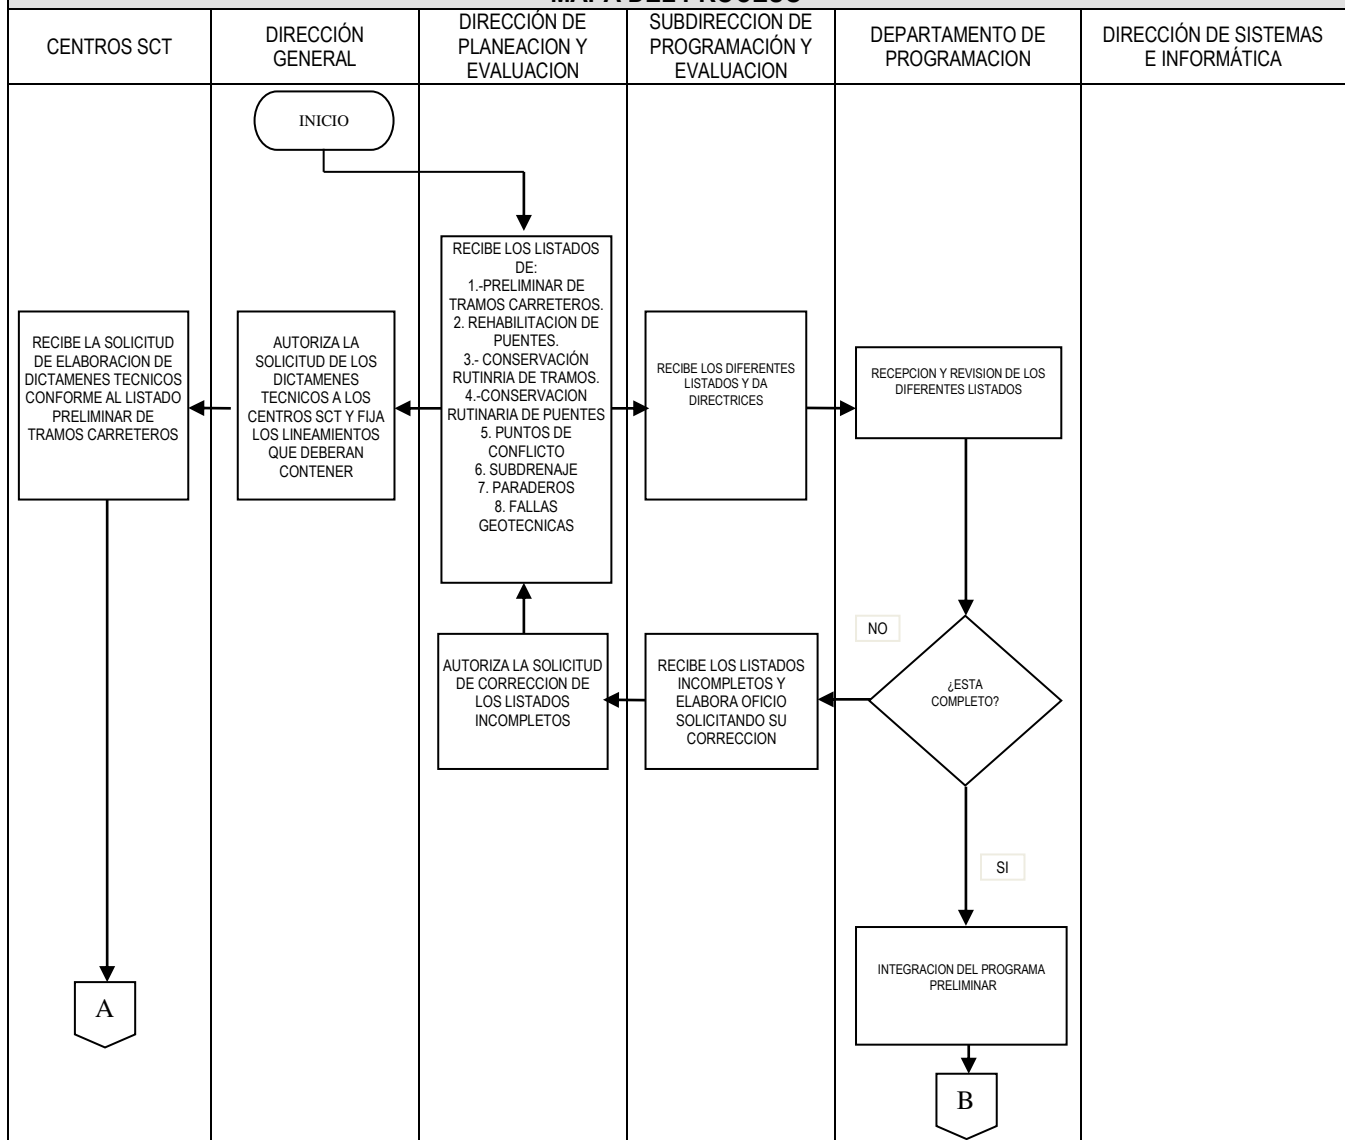 MAPA DEL PROCESO
CENTROS SCT
DIRECCIÓN
GENERAL
DIRECCIÓN DE
PLANEACION Y
EVALUACION
SUBDIRECCION DE
PROGRAMACIÓN Y
EVALUACION
DEPARTAMENTO DE
PROGRAMACION
DIRECCIÓN DE SISTEMAS
E INFORMÁTICA
INICIO
RECIBE LOS LISTADOS
DE:
1.-PRELIMINAR DE
TRAMOS CARRETEROS.
2. REHABILITACION DE
PUENTES.
3.- CONSERVACIÓN
RUTINRIA DE TRAMOS.
4.-CONSERVACION
RUTINARIA DE PUENTES
5. PUNTOS DE
CONFLICTO
6. SUBDRENAJE
7. PARADEROS
8. FALLAS
GEOTECNICAS
RECIBE LA SOLICITUD
DE ELABORACION DE
DICTAMENES TECNICOS
CONFORME AL LISTADO
PRELIMINAR DE
TRAMOS CARRETEROS
AUTORIZA LA
SOLICITUD DE LOS
DICTAMENES
TECNICOS A LOS
CENTROS SCT Y FIJA
LOS LINEAMIENTOS
QUE DEBERAN
CONTENER
RECIBE LOS DIFERENTES
LISTADOS Y DA
DIRECTRICES
RECEPCION Y REVISION DE LOS
DIFERENTES LISTADOS
NO
¿ESTA
COMPLETO?
RECIBE LOS LISTADOS
INCOMPLETOS Y
ELABORA OFICIO
SOLICITANDO SU
CORRECCION
AUTORIZA LA SOLICITUD
DE CORRECCION DE
LOS LISTADOS
INCOMPLETOS
SI
INTEGRACION DEL PROGRAMA
PRELIMINAR
A
B